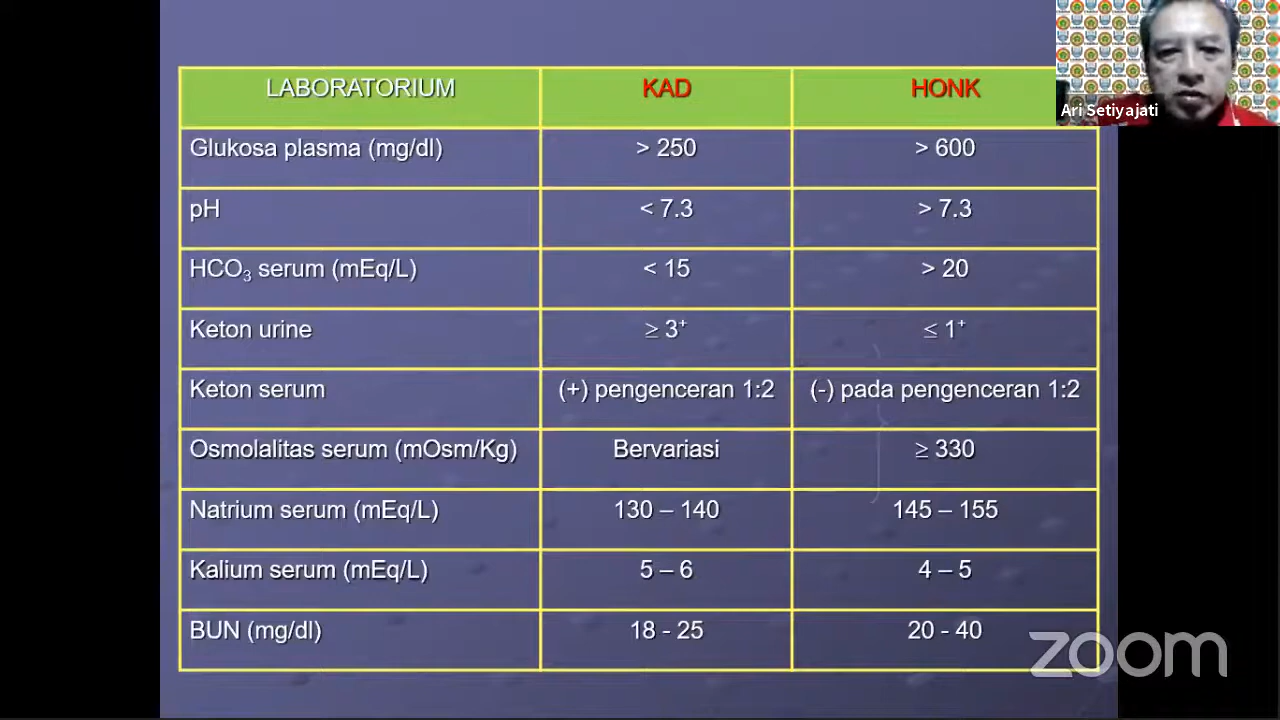 LABORATORIUM KAD HONK
Ari Setiyajati
Glukosa plasma (mg/dl) > 250 > 600
pH < 7.3 > 7.3
HCO₃ serum (mEq/L) < 15 > 20
Keton urine ≥ 3⁺ ≤ 1⁺
Keton serum (+) pengenceran 1:2 (-) pada pengenceran 1:2
Osmolalitas serum (mOsm/Kg) Bervariasi ≥ 330
Natrium serum (mEq/L) 130 – 140 145 – 155
Kalium serum (mEq/L) 5 – 6 4 – 5
BUN (mg/dl) 18 - 25 20 - 40
zoom